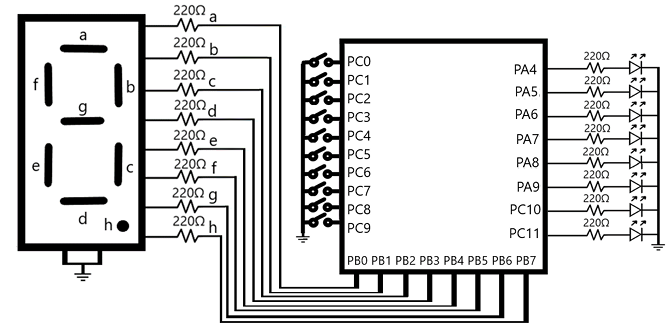 220Ω a
220Ω b
220Ω c
220Ω d
220Ω e
220Ω f
220Ω g
220Ω h
a
f
b
g
e
c
d
h
PC0
PC1
PC2
PC3
PC4
PC5
PC6
PC7
PC8
PC9
PA4
PA5.
PA6
PA7
PA8
PA9
PC10
PC11
220Ω
220Ω
220Ω
220Ω
220Ω
220Ω
220Ω
220Ω
PB0 PB1 PB2 PB3 PB4 PB5 PB6 PB7